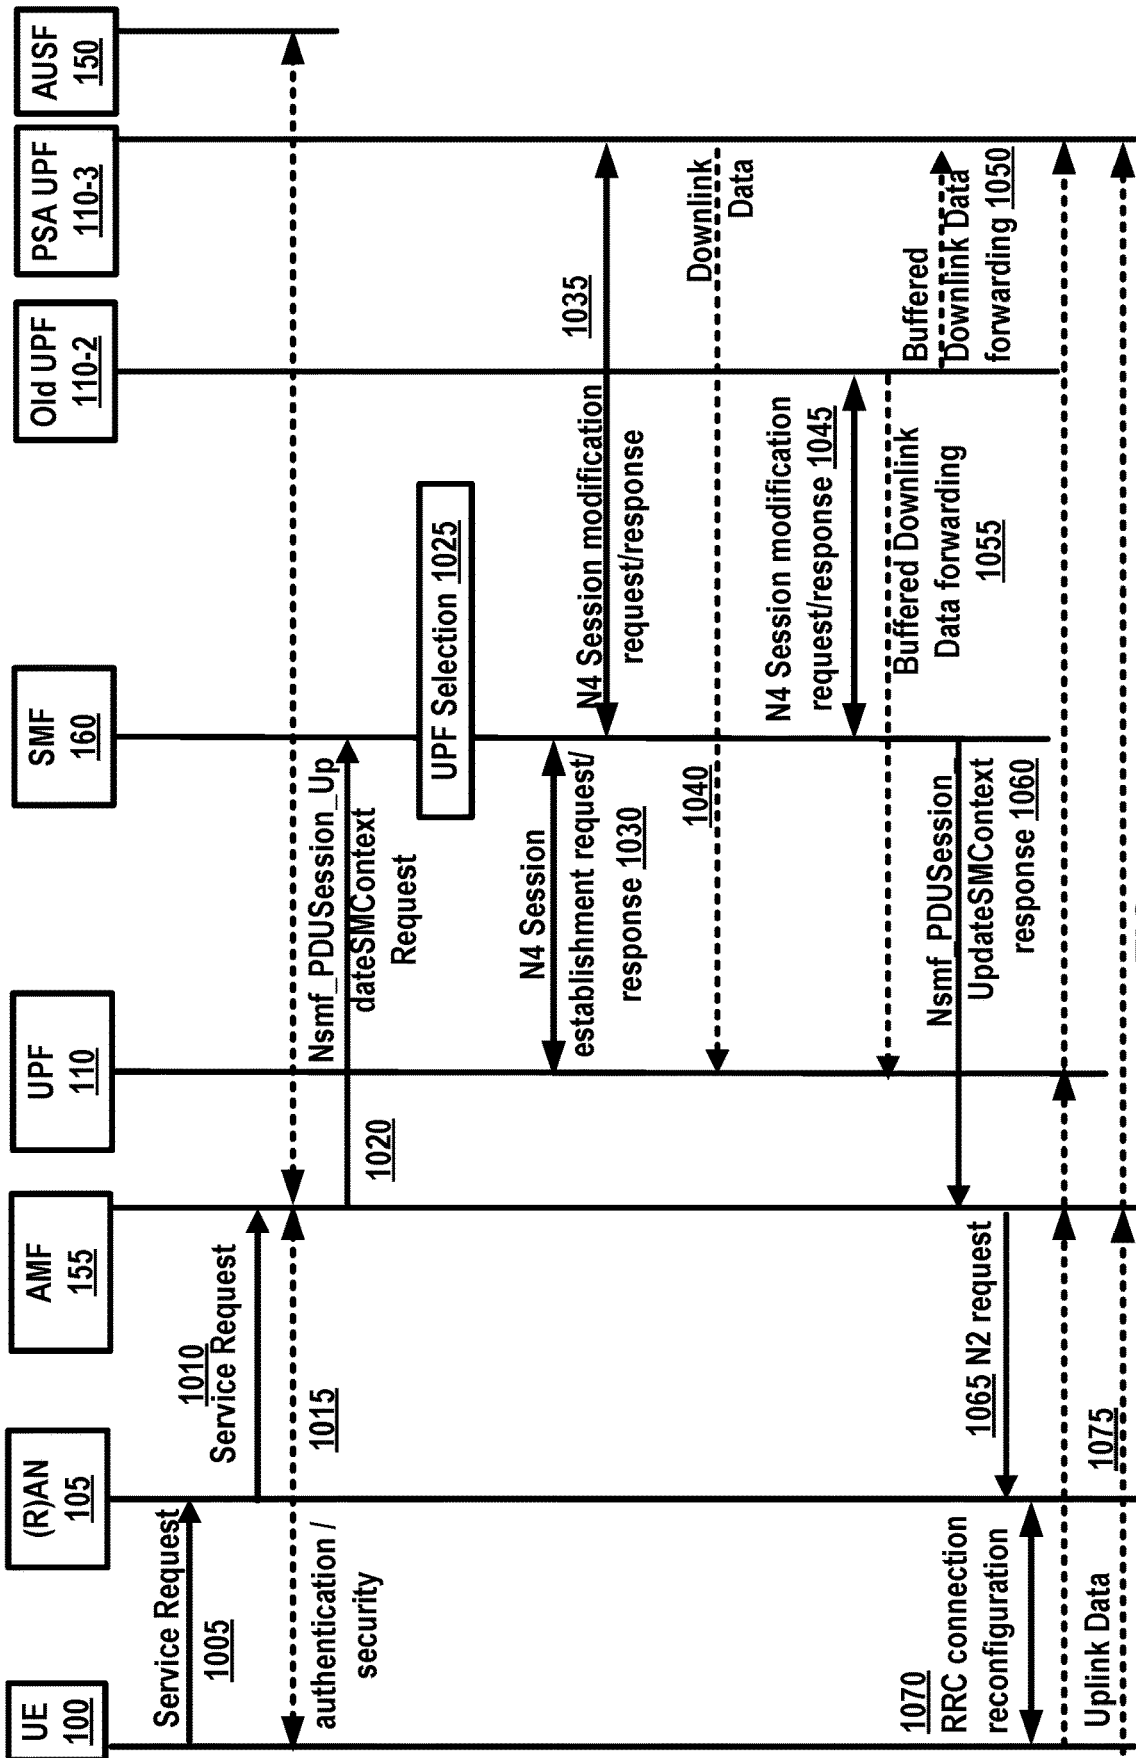 UE
100
(R)AN
105
AMF
155
UPF
110
SMF
160
Old UPF
110-2
PSA UPF
110-3
AUSF
150
Service Request
1005
1010
Service Request
authentication /
security
1015
Nsmf_PDUSession_Up
dateSMContext
Request
1020
UPF Selection 1025
N4 Session
establishment request/
response 1030
N4 Session modification
request/response
1035
1040
Downlink
Data
N4 Session modification
request/response 1045
Buffered
Downlink Data
forwarding 1050
Buffered Downlink
Data forwarding
1055
Nsmf_PDUSession_
UpdateSMContext
response 1060
1065 N2 request
1070
RRC connection
reconfiguration
Uplink Data
1075